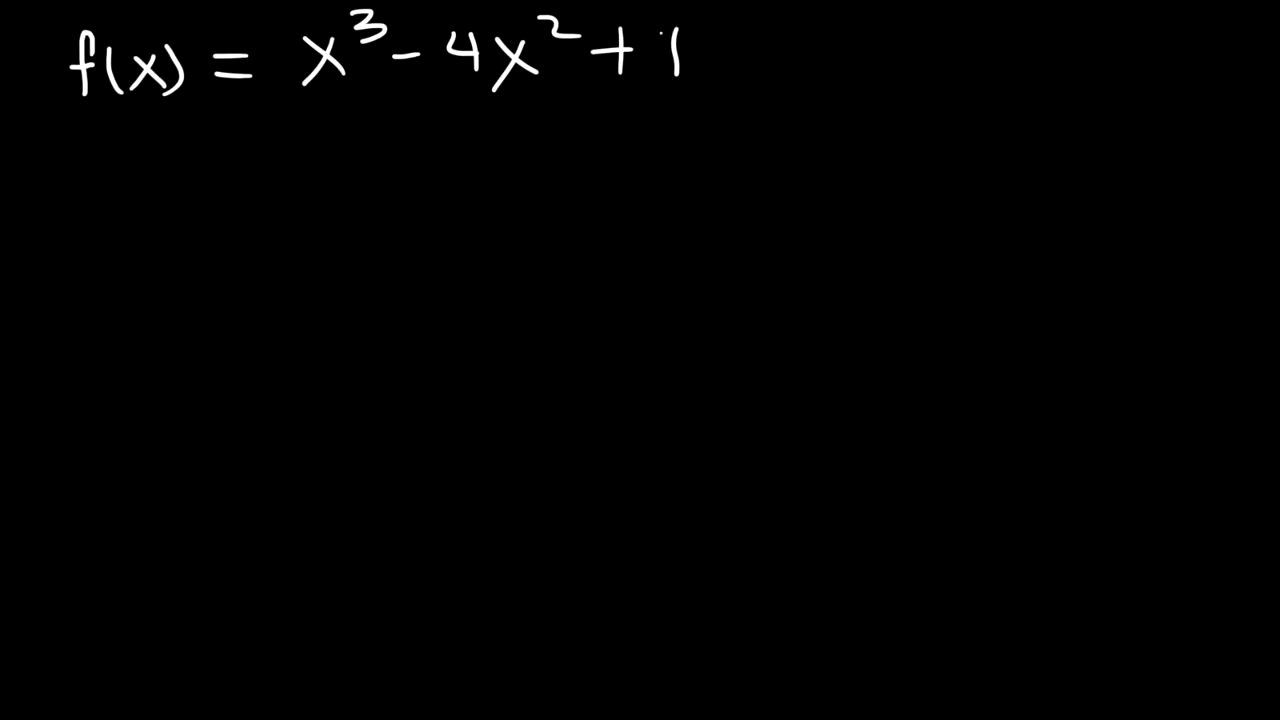 f(x) = x³ - 4x² + 1